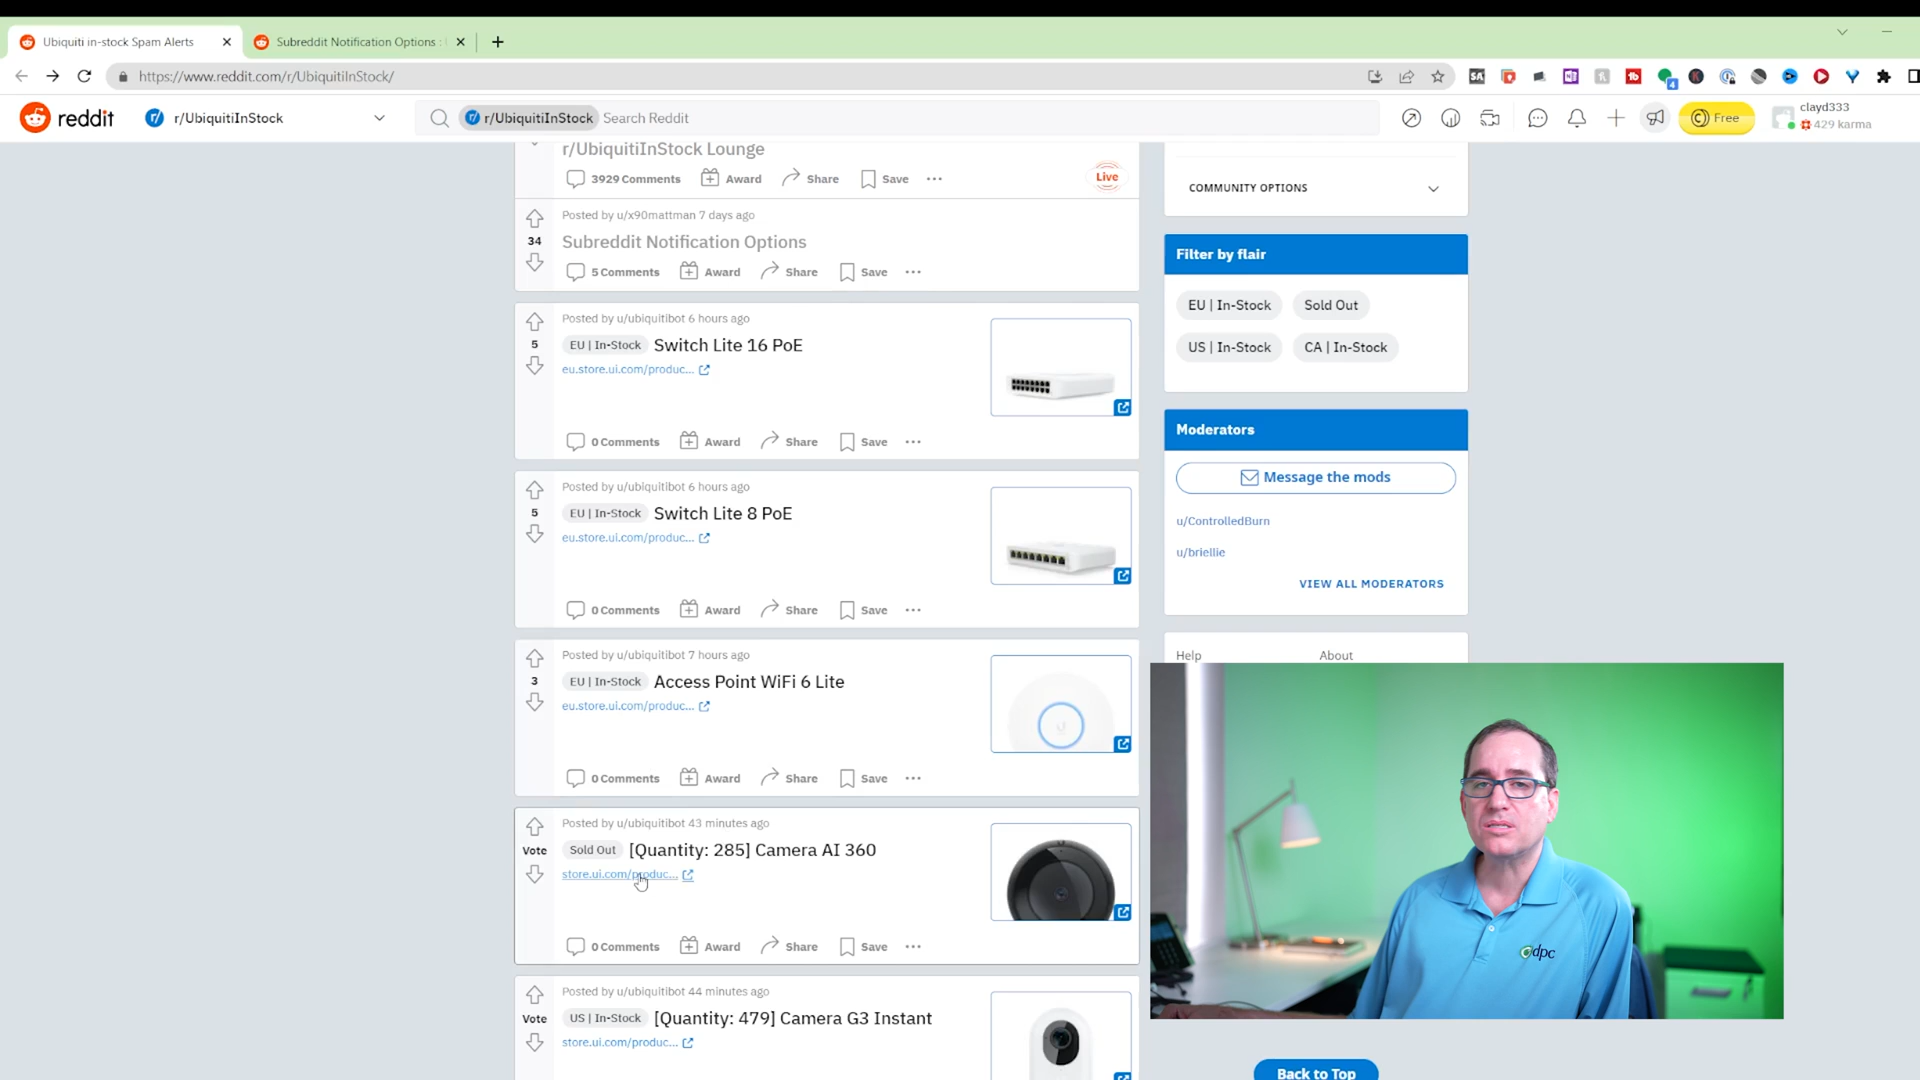 Ubiquiti in-stock Spam Alerts
Subreddit Notification Options :
https://www.reddit.com/r/UbiquitiInStock/
reddit
r/UbiquitiInStock
r/UbiquitiInStock
Search Reddit
Free
clayd333
429 karma
r/UbiquitiInStock Lounge
3929 Comments
Award
Share
Save
Live
Posted by u/x90mattman 7 days ago
34
Subreddit Notification Options
5 Comments
Award
Share
Save
Posted by u/ubiquitibot 6 hours ago
5
EU | In-Stock
Switch Lite 16 PoE
eu.store.ui.com/produc...
0 Comments
Award
Share
Save
Posted by u/ubiquitibot 6 hours ago
5
EU | In-Stock
Switch Lite 8 PoE
eu.store.ui.com/produc...
0 Comments
Award
Share
Save
Posted by u/ubiquitibot 7 hours ago
3
EU | In-Stock
Access Point WiFi 6 Lite
eu.store.ui.com/produc...
0 Comments
Award
Share
Save
Posted by u/ubiquitibot 43 minutes ago
Vote
Sold Out
[Quantity: 285] Camera AI 360
store.ui.com/produc...
0 Comments
Award
Share
Save
Posted by u/ubiquitibot 44 minutes ago
Vote
US | In-Stock
[Quantity: 479] Camera G3 Instant
store.ui.com/produc...
COMMUNITY OPTIONS
Filter by flair
EU | In-Stock
Sold Out
US | In-Stock
CA | In-Stock
Moderators
Message the mods
u/ControlledBurn
u/briellie
VIEW ALL MODERATORS
Help
About
dpc
Back to Top